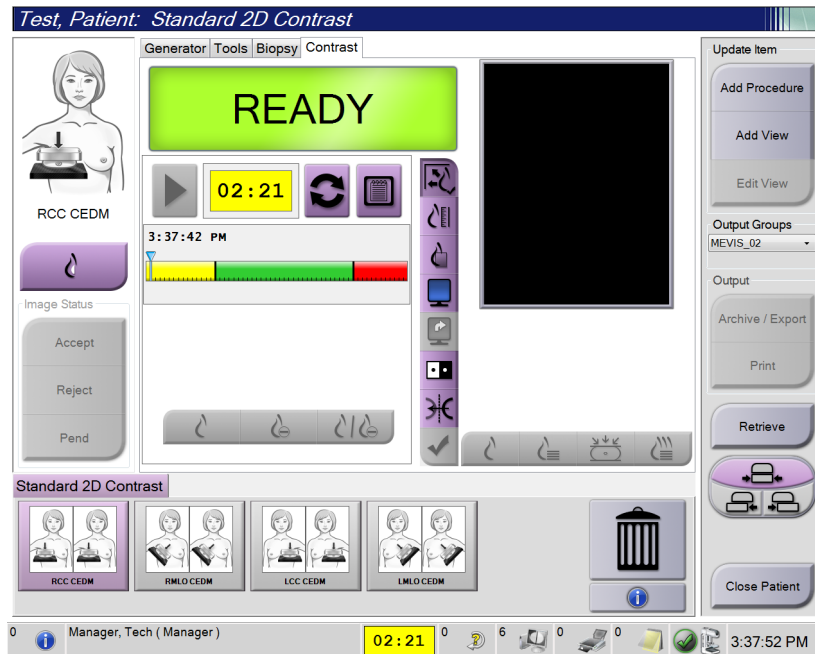 Test, Patient: Standard 2D Contrast
Generator Tools Biopsy Contrast
READY
02:21
3:37:42 PM
RCC CEDM
Image Status
Accept
Reject
Pend
Update Item
Add Procedure
Add View
Edit View
Output Groups
MEVIS_02
Output
Archive / Export
Print
Retrieve
Close Patient
Standard 2D Contrast
RCC CEDM
RMLO CEDM
LCC CEDM
LMLO CEDM
0 Manager, Tech ( Manager ) 02:21 0 6 0 0 3:37:52 PM